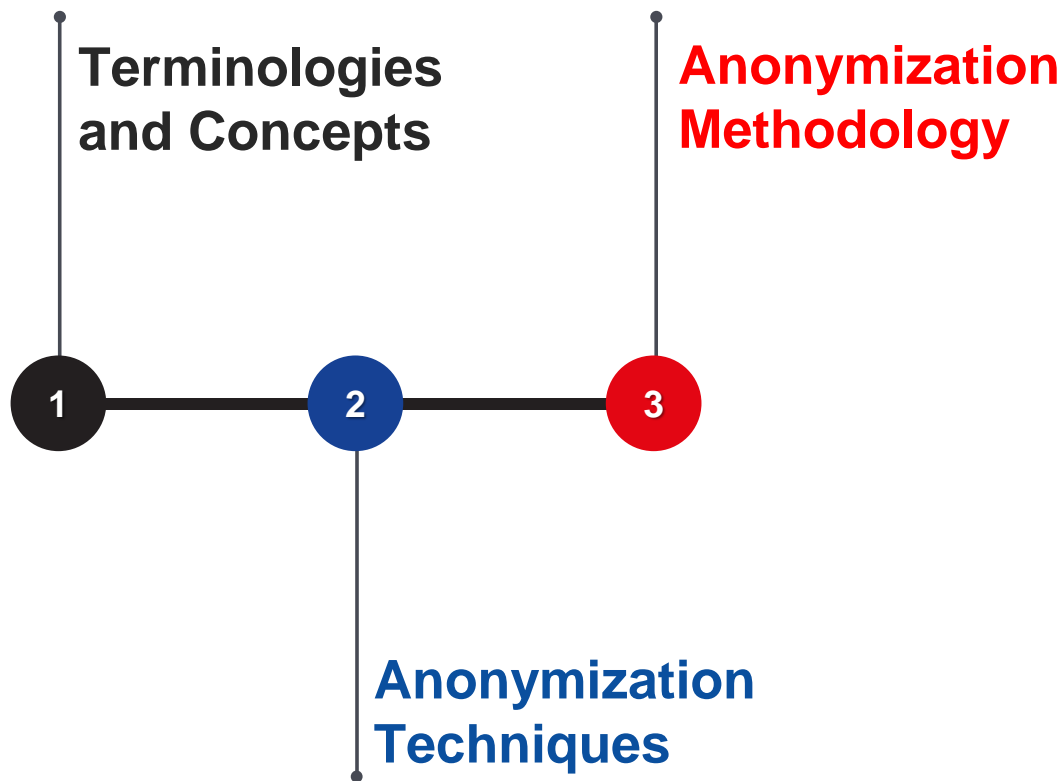 Terminologies
and Concepts
Anonymization
Methodology
1
2
3
Anonymization
Techniques